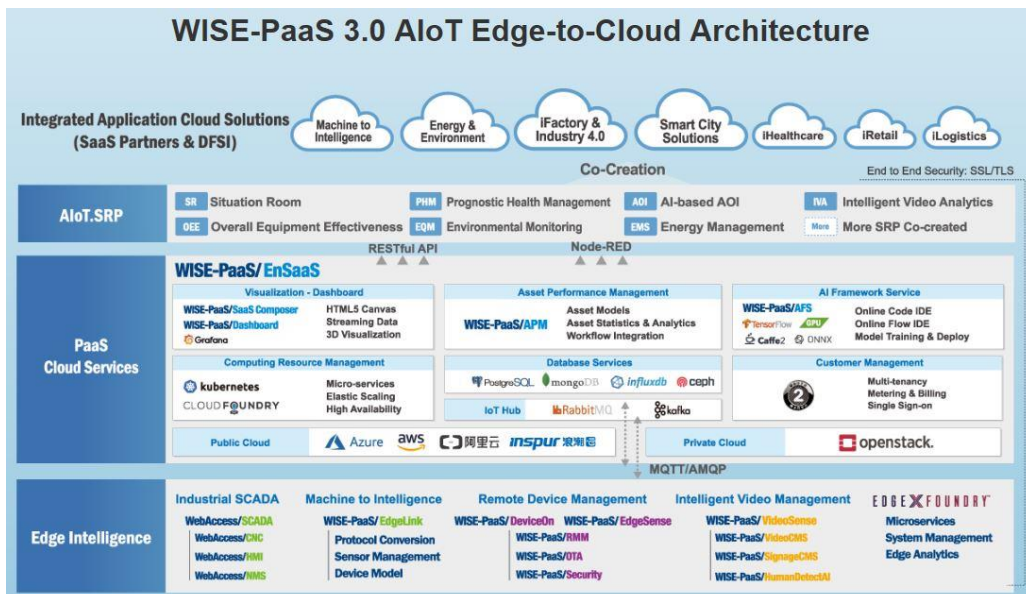 WISE-PaaS 3.0 AIoT Edge-to-Cloud Architecture
Integrated Application Cloud Solutions
(SaaS Partners & DFSI)
Machine to
Intelligence
Energy &
Environment
iFactory &
Industry 4.0
Smart City
Solutions
iHealthcare
iRetail
iLogistics
Co-Creation
End to End Security: SSL/TLS
AIoT.SRP
SR Situation Room
PHM Prognostic Health Management
AOI AI-based AOI
IVA Intelligent Video Analytics
OEE Overall Equipment Effectiveness
EQM Environmental Monitoring
EMS Energy Management
More More SRP Co-created
RESTful API
Node-RED
PaaS
Cloud Services
WISE-PaaS/EnSaaS
Visualization - Dashboard
WISE-PaaS/SaaS Composer
WISE-PaaS/Dashboard
Grafana
HTML5 Canvas
Streaming Data
3D Visualization
Asset Performance Management
WISE-PaaS/APM
Asset Models
Asset Statistics & Analytics
Workflow Integration
AI Framework Service
WISE-PaaS/AFS
TensorFlow GPU
Caffe2 ONNX
Online Code IDE
Online Flow IDE
Model Training & Deploy
Computing Resource Management
kubernetes
CLOUD FOUNDRY
Micro-services
Elastic Scaling
High Availability
Database Services
PostgreSQL mongoDB influxdb ceph
IoT Hub RabbitMQ kafka
Customer Management
2
Multi-tenancy
Metering & Billing
Single Sign-on
Public Cloud Azure aws 阿里云 inspur 浪潮
Private Cloud openstack.
MQTT/AMQP
Edge Intelligence
Industrial SCADA
WebAccess/SCADA
WebAccess/CNC
WebAccess/HMI
WebAccess/NMS
Machine to Intelligence
WISE-PaaS/EdgeLink
Protocol Conversion
Sensor Management
Device Model
Remote Device Management
WISE-PaaS/DeviceOn WISE-PaaS/EdgeSense
WISE-PaaS/RMM
WISE-PaaS/OTA
WISE-PaaS/Security
Intelligent Video Management
WISE-PaaS/VideoSense
WISE-PaaS/VideoCMS
WISE-PaaS/SignageCMS
WISE-PaaS/HumanDetectAI
EDGE X FOUNDRY
Microservices
System Management
Edge Analytics